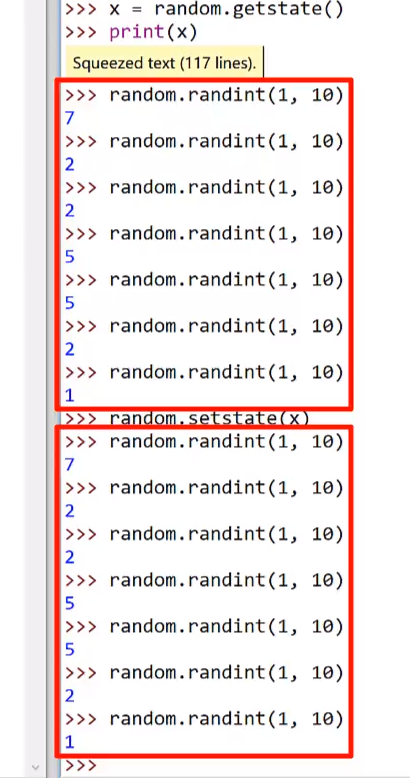 >>> x = random.getstate()
>>> print(x)
Squeezed text (117 lines).
>>> random.randint(1, 10)
7
>>> random.randint(1, 10)
2
>>> random.randint(1, 10)
2
>>> random.randint(1, 10)
5
>>> random.randint(1, 10)
5
>>> random.randint(1, 10)
2
>>> random.randint(1, 10)
1
>>> random.setstate(x)
>>> random.randint(1, 10)
7
>>> random.randint(1, 10)
2
>>> random.randint(1, 10)
2
>>> random.randint(1, 10)
5
>>> random.randint(1, 10)
5
>>> random.randint(1, 10)
2
>>> random.randint(1, 10)
1
>>>